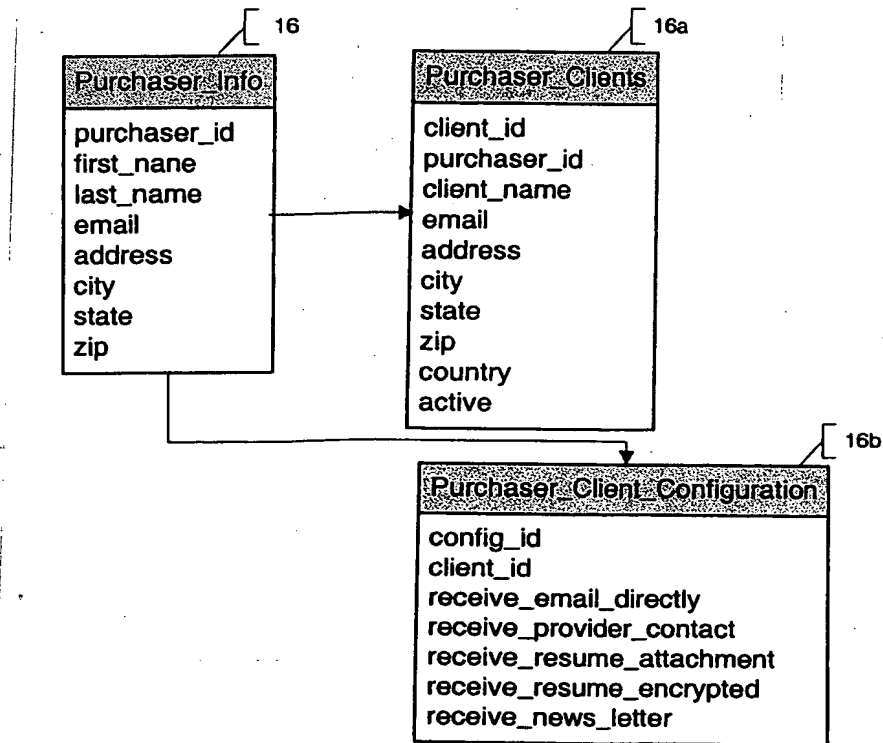 16
Purchaser_Info
purchaser_id
first_nane
last_name
email
address
city
state
zip
16a
Purchaser_Clients
client_id
purchaser_id
client_name
email
address
city
state
zip
country
active
16b
Purchaser_Client_Configuration
config_id
client_id
receive_email_directly
receive_provider_contact
receive_resume_attachment
receive_resume_encrypted
receive_news_letter